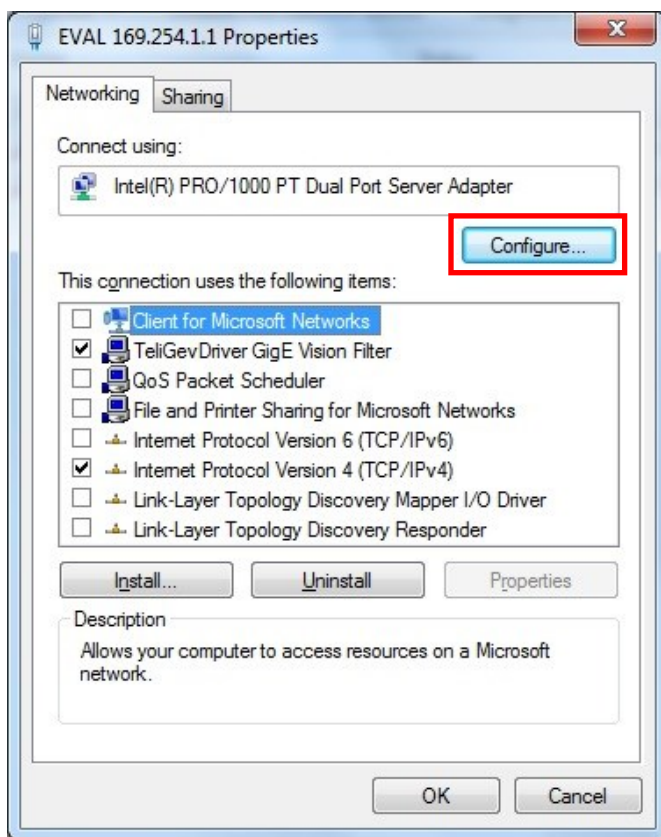 EVAL 169.254.1.1 Properties
Networking
Sharing
Connect using:
Intel(R) PRO/1000 PT Dual Port Server Adapter
Configure...
This connection uses the following items:
Client for Microsoft Networks
TeliGevDriver GigE Vision Filter
QoS Packet Scheduler
File and Printer Sharing for Microsoft Networks
Internet Protocol Version 6 (TCP/IPv6)
Internet Protocol Version 4 (TCP/IPv4)
Link-Layer Topology Discovery Mapper I/O Driver
Link-Layer Topology Discovery Responder
Install...
Uninstall
Properties
Description
Allows your computer to access resources on a Microsoft
network.
OK
Cancel